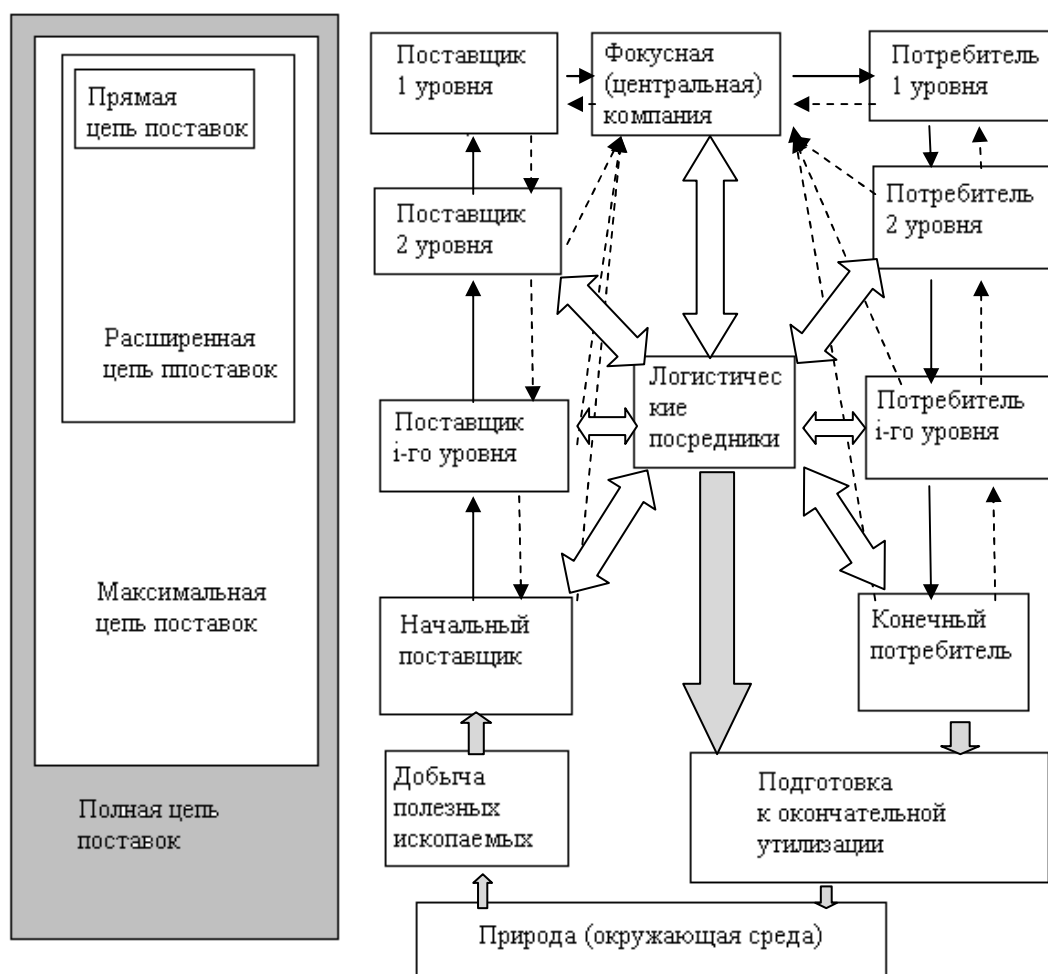 Прямая
цепь поставок
Расширенная
цепь ппоставок
Максимальная
цепь поставок
Полная цепь
поставок
Поставщик
1 уровня
Фокусная
(центральная)
компания
Потребитель
1 уровня
Поставщик
2 уровня
Потребитель
2 уровня
Логистичес
кие
посредники
Поставщик
i-го уровня
Потребитель
i-го уровня
Начальный
поставщик
Конечный
потребитель
Добыча
полезных
ископаемых
Подготовка
к окончательной
утилизации
Природа (окружающая среда)